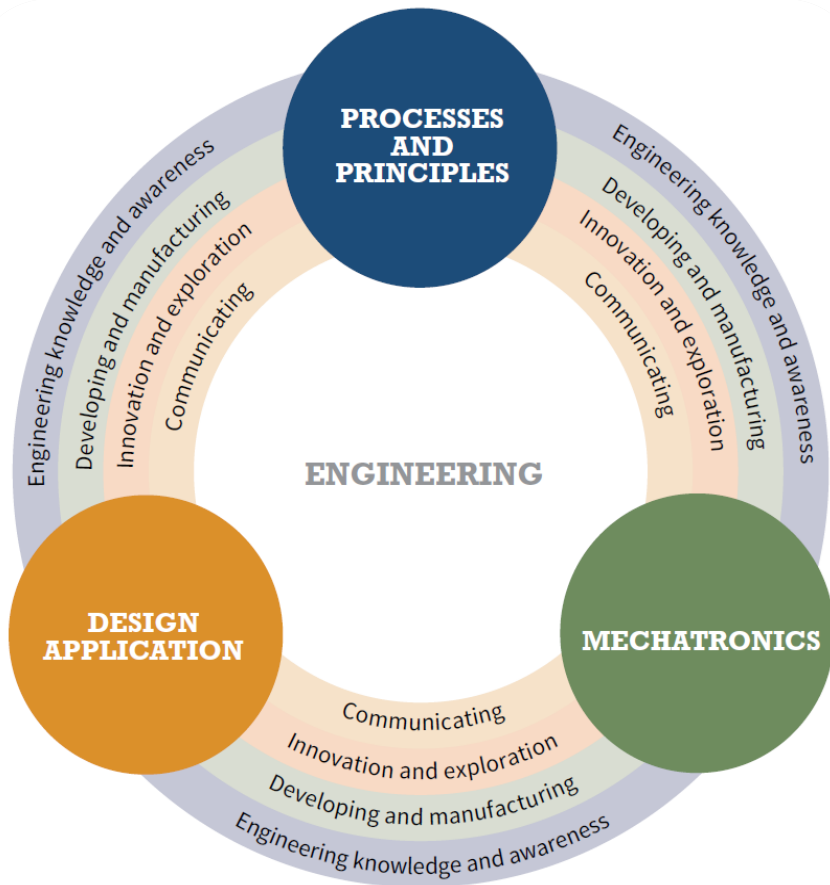 PROCESSES
AND
PRINCIPLES
Engineering knowledge and awareness
Developing and manufacturing
Innovation and exploration
Communicating
Engineering knowledge and awareness
Developing and manufacturing
Innovation and exploration
Communicating
ENGINEERING
DESIGN
APPLICATION
MECHATRONICS
Communicating
Innovation and exploration
Developing and manufacturing
Engineering knowledge and awareness